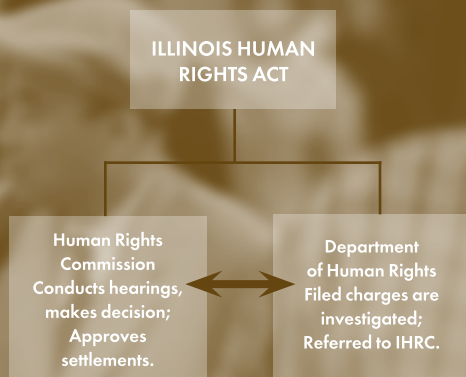 ILLINOIS HUMAN
RIGHTS ACT
Human Rights
Commission
Conducts hearings,
makes decision;
Approves
settlements.
Department
of Human Rights
Filed charges are
investigated;
Referred to IHRC.